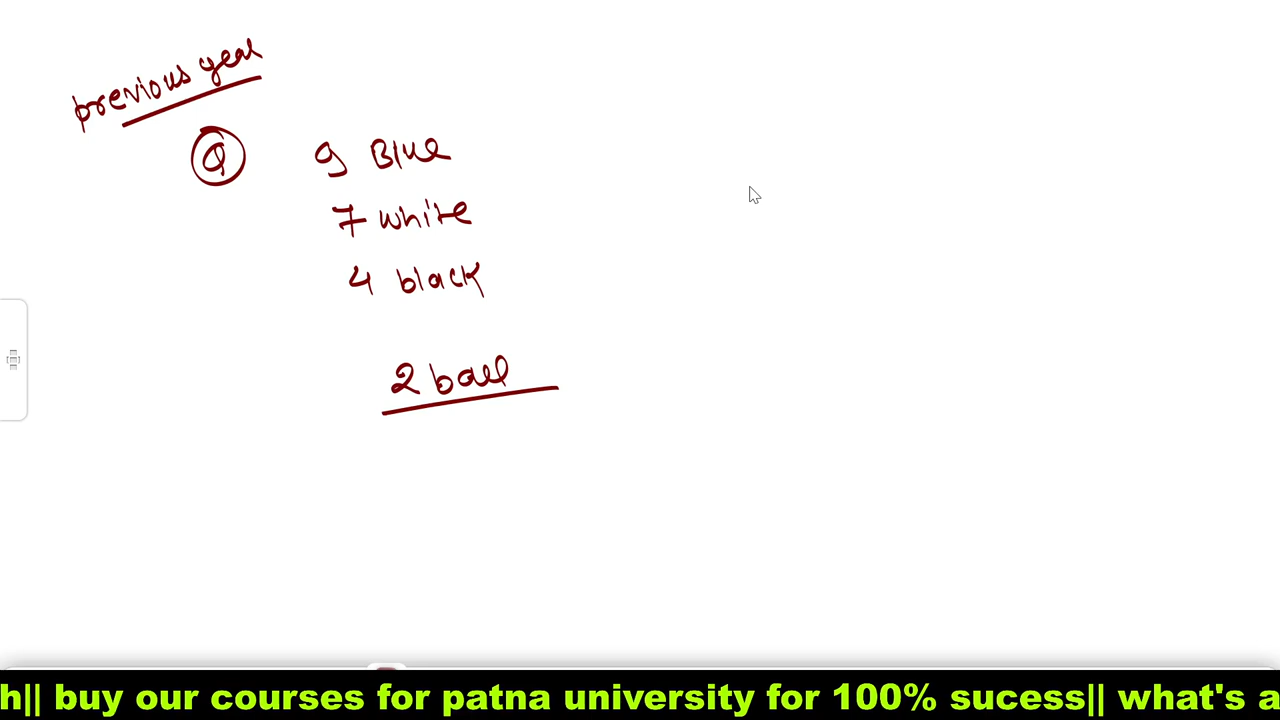 previous year
Q 9 Blue
7 white
4 black
2 ball
h|| buy our courses for patna university for 100% sucess|| what's a